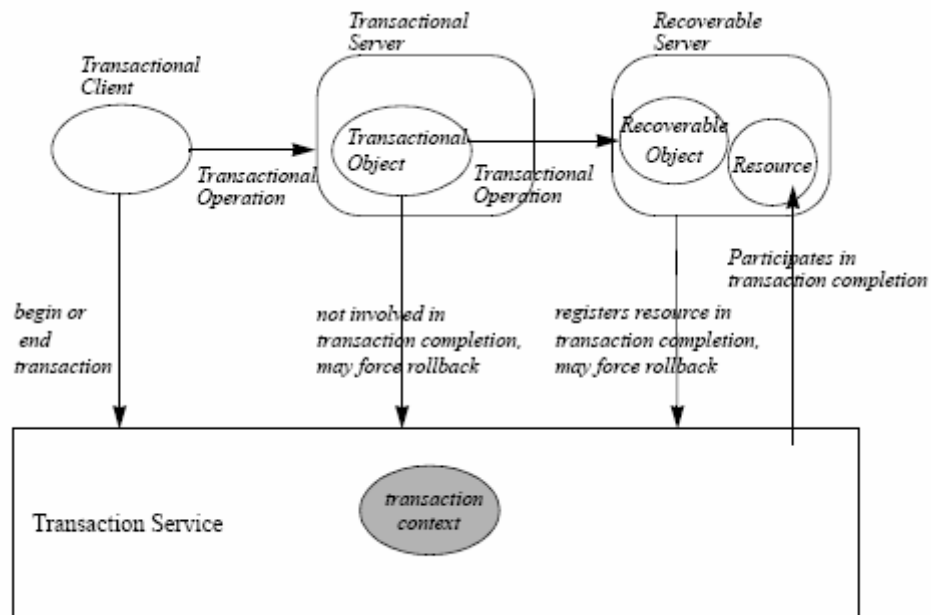 Transactional
Client
Transactional
Server
Recoverable
Server
Transactional
Object
Recoverable
Object
Resource
Transactional
Operation
Transactional
Operation
Participates in
transaction completion
begin or
end
transaction
not involved in
transaction completion,
may force rollback
registers resource in
transaction completion,
may force rollback
Transaction Service
transaction
context